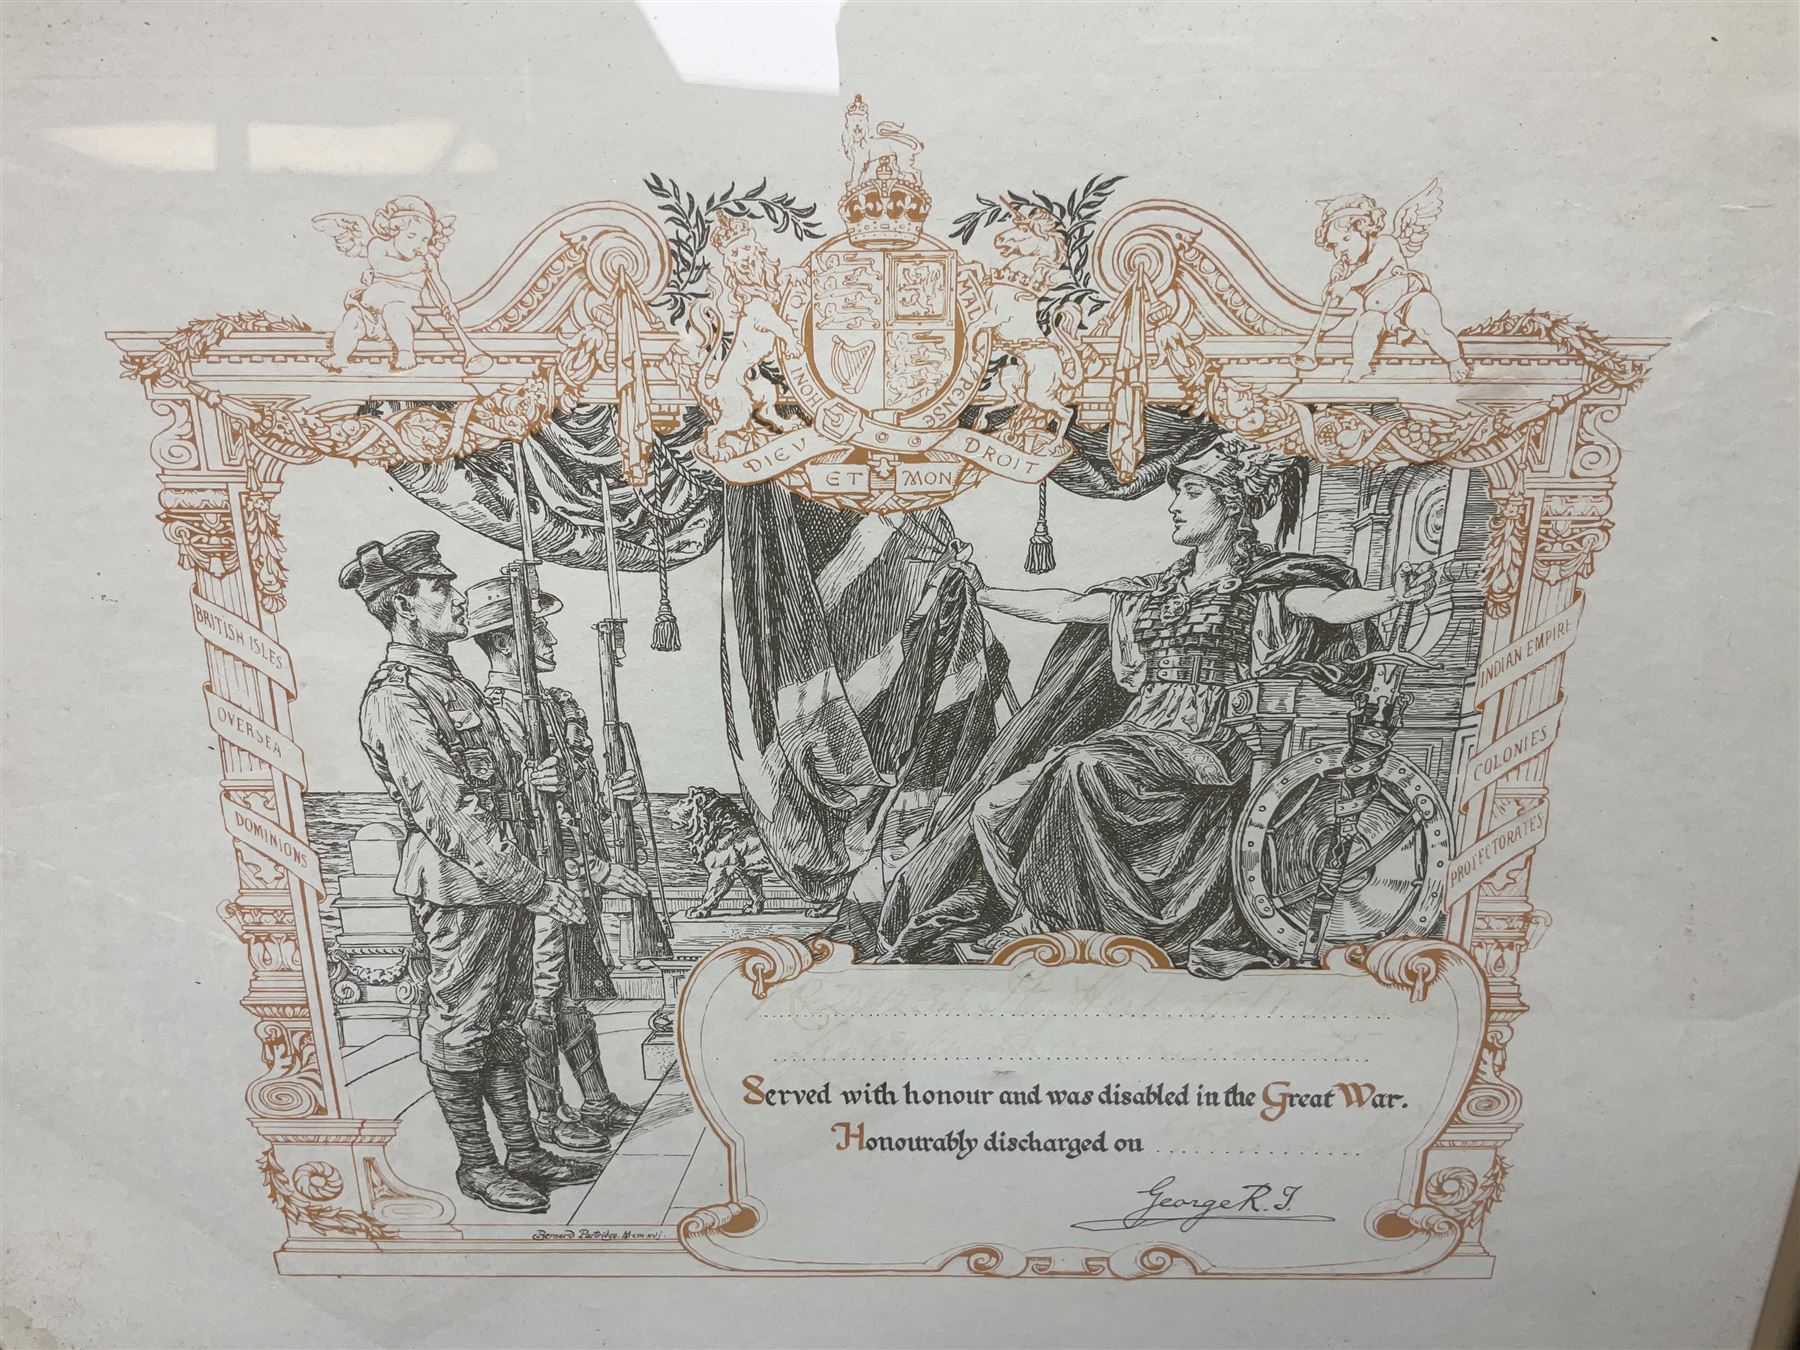 HONI SOIT QUI MAL Y PENSE
DIEU ET MON DROIT
BRITISH ISLES
OVERSEA
DOMINIONS
INDIAN EMPIRE
COLONIES
PROTECTORATES
Served with honour and was disabled in the Great War.
Honourably discharged on
George R.I.
Bernard Partridge. Mcmxvi.